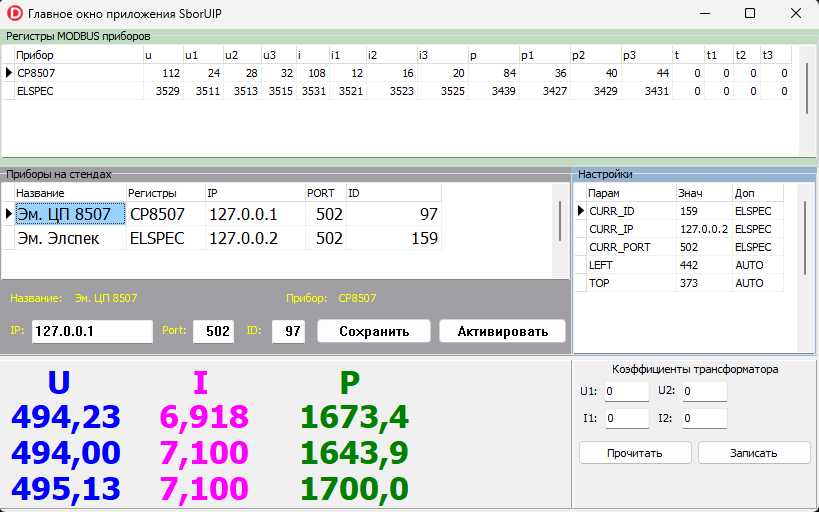 Главное окно приложения SborUIP
Регистры MODBUS приборов
Прибор u u1 u2 u3 i i1 i2 i3 p p1 p2 p3 t t1 t2 t3
CP8507 112 24 28 32 108 12 16 20 84 36 40 44 0 0 0 0
ELSPEC 3529 3511 3513 3515 3531 3521 3523 3525 3439 3427 3429 3431 0 0 0 0
Приборы на стендах
Название Регистры IP PORT ID
Эм. ЦП 8507 CP8507 127.0.0.1 502 97
Эм. Элспек ELSPEC 127.0.0.2 502 159
Название: Эм. ЦП 8507 Прибор: CP8507
IP: 127.0.0.1 Port: 502 ID: 97 Сохранить Активировать
Настройки
Парам Знач Доп
CURR_ID 159 ELSPEC
CURR_IP 127.0.0.2 ELSPEC
CURR_PORT 502 ELSPEC
LEFT 442 AUTO
TOP 373 AUTO
U I P
494,23 6,918 1673,4
494,00 7,100 1643,9
495,13 7,100 1700,0
Коэффициенты трансформатора
U1: 0 U2: 0
I1: 0 I2: 0
Прочитать Записать